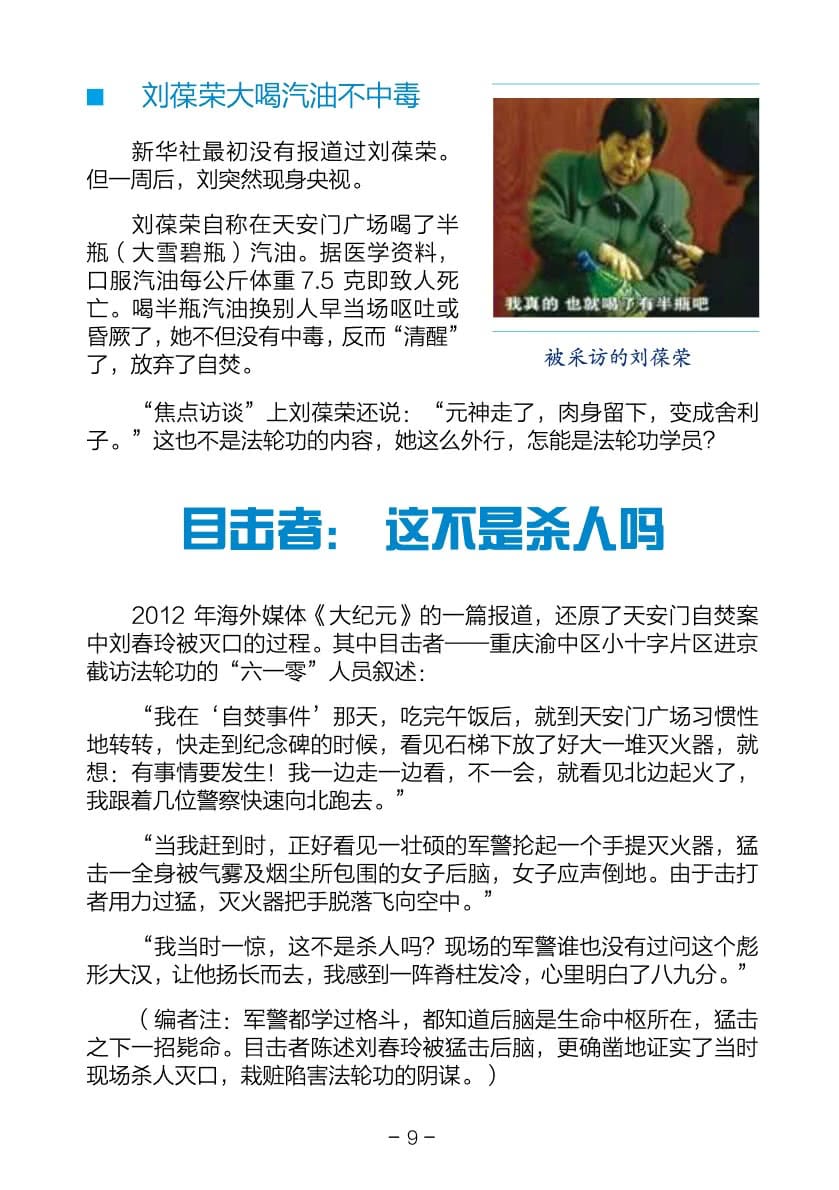 ■ 刘葆荣大喝汽油不中毒
新华社最初没有报道过刘葆荣。
但一周后，刘突然现身央视。
刘葆荣自称在天安门广场喝了半
瓶（大雪碧瓶）汽油。据医学资料，
口服汽油每公斤体重 7.5 克即致人死
亡。喝半瓶汽油换别人早当场呕吐或
昏厥了，她不但没有中毒，反而“清醒”
了，放弃了自焚。
我真的 也就喝了有半瓶吧
被采访的刘葆荣
“焦点访谈”上刘葆荣还说：“元神走了，肉身留下，变成舍利
子。”这也不是法轮功的内容，她这么外行，怎能是法轮功学员？
目击者： 这不是杀人吗
2012 年海外媒体《大纪元》的一篇报道，还原了天安门自焚案
中刘春玲被灭口的过程。其中目击者——重庆渝中区小十字片区进京
截访法轮功的“六一零”人员叙述：
“我在‘自焚事件’那天，吃完午饭后，就到天安门广场习惯性
地转转，快走到纪念碑的时候，看见石梯下放了好大一堆灭火器，就
想：有事情要发生！我一边走一边看，不一会，就看见北边起火了，
我跟着几位警察快速向北跑去。”
“当我赶到时，正好看见一壮硕的军警抡起一个手提灭火器，猛
击一全身被气雾及烟尘所包围的女子后脑，女子应声倒地。由于击打
者用力过猛，灭火器把手脱落飞向空中。”
“我当时一惊，这不是杀人吗？现场的军警谁也没有过问这个彪
形大汉，让他扬长而去，我感到一阵脊柱发冷，心里明白了八九分。”
（编者注：军警都学过格斗，都知道后脑是生命中枢所在，猛击
之下一招毙命。目击者陈述刘春玲被猛击后脑，更确凿地证实了当时
现场杀人灭口，栽赃陷害法轮功的阴谋。）
- 9 -